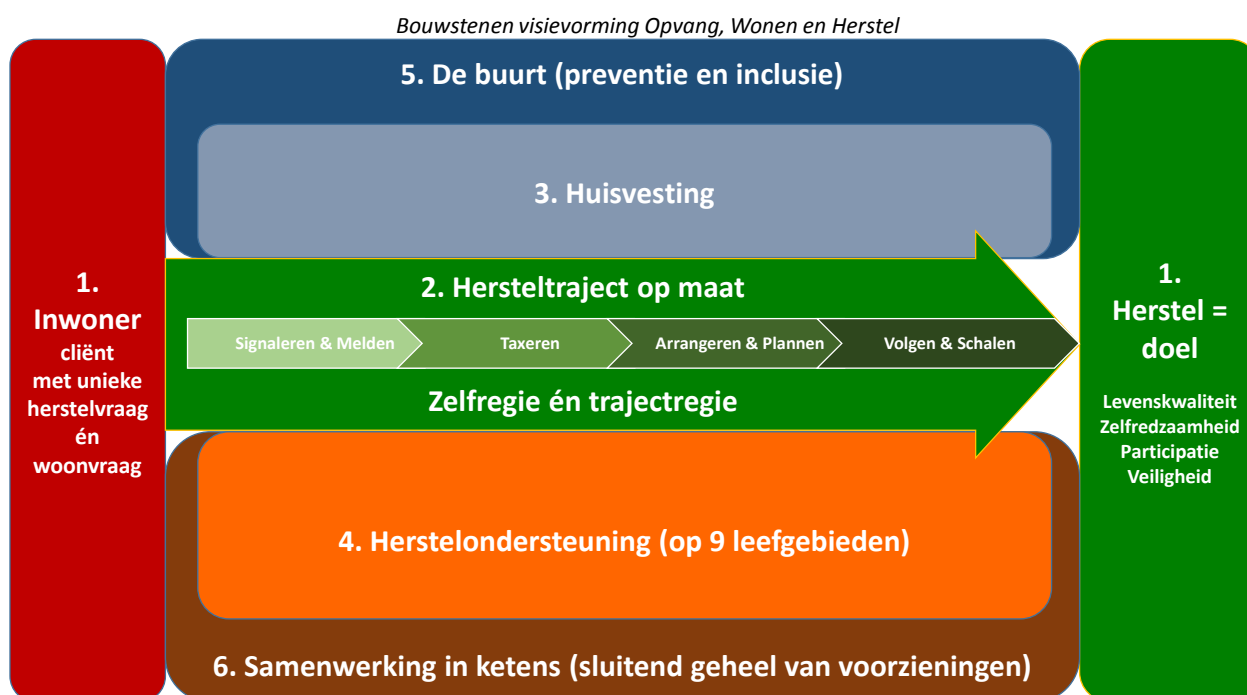 Bouwstenen visievorming Opvang, Wonen en Herstel
5. De buurt (preventie en inclusie)
3. Huisvesting
1.
Inwoner
cliënt
met unieke
herstelvraag
én
woonvraag
2. Hersteltraject op maat
Signaleren & Melden
Taxeren
Arrangeren & Plannen
Volgen & Schalen
Zelfregie én trajectregie
1.
Herstel =
doel
Levenskwaliteit
Zelfredzaamheid
Participatie
Veiligheid
4. Herstelondersteuning (op 9 leefgebieden)
6. Samenwerking in ketens (sluitend geheel van voorzieningen)